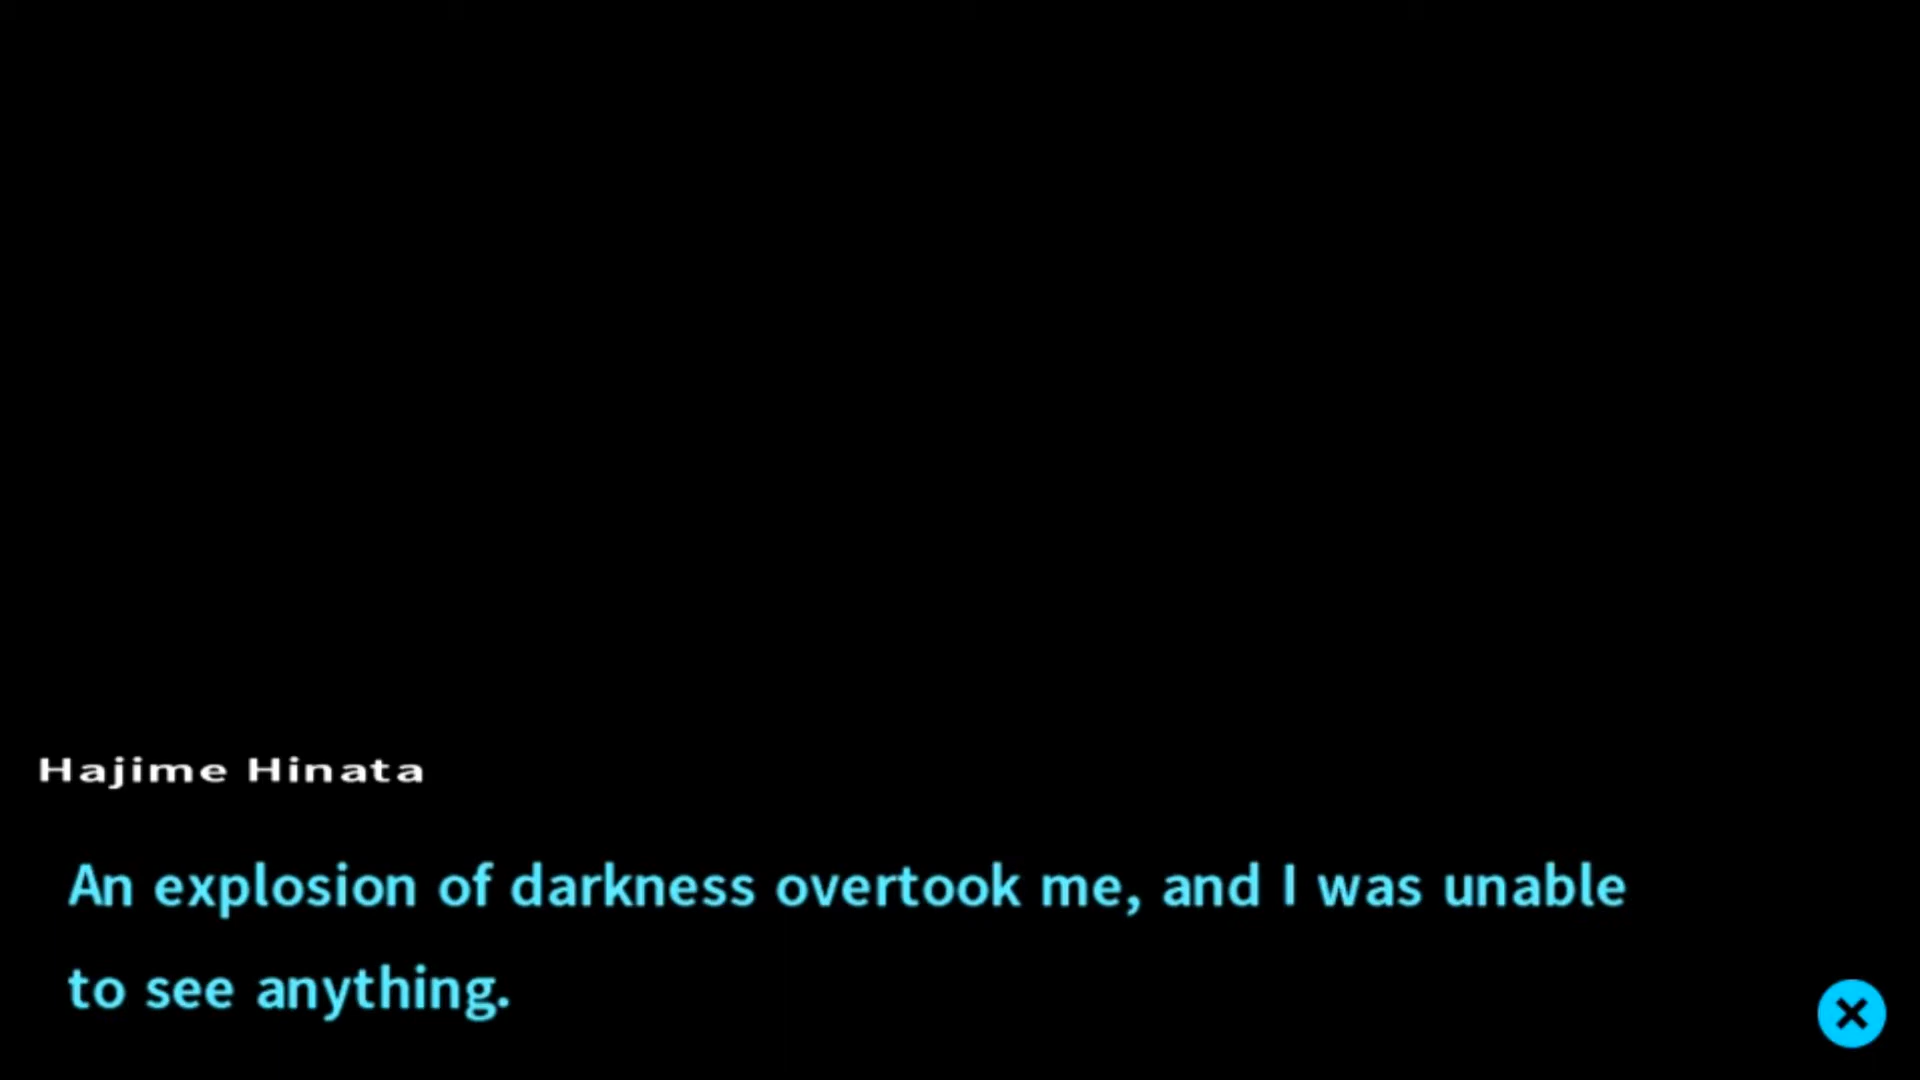 Hajime Hinata
An explosion of darkness overtook me, and I was unable
to see anything.